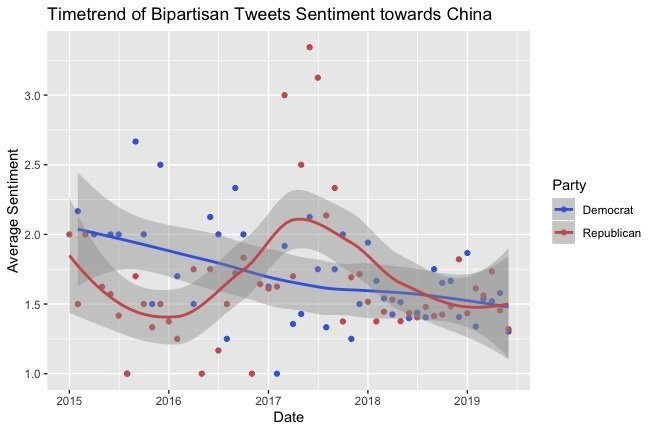 Timetrend of Bipartisan Tweets Sentiment towards China
Average Sentiment
3.0
2.5
2.0
1.5
1.0
2015 2016 2017 2018 2019
Date
Party
Democrat
Republican